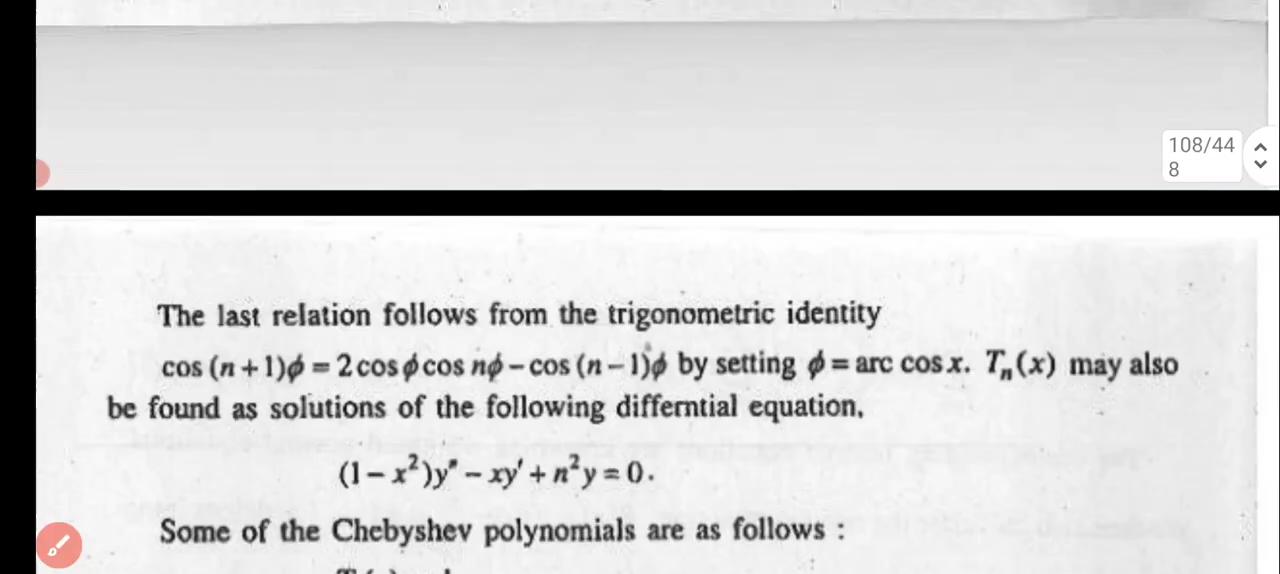 108/44
8
The last relation follows from the trigonometric identity
cos (n + 1)ϕ = 2 cos ϕ cos nϕ – cos (n – 1)ϕ by setting ϕ = arc cos x. Tₙ(x) may also
be found as solutions of the following differntial equation,
(1 – x²)y″ – xy′ + n²y = 0.
Some of the Chebyshev polynomials are as follows :